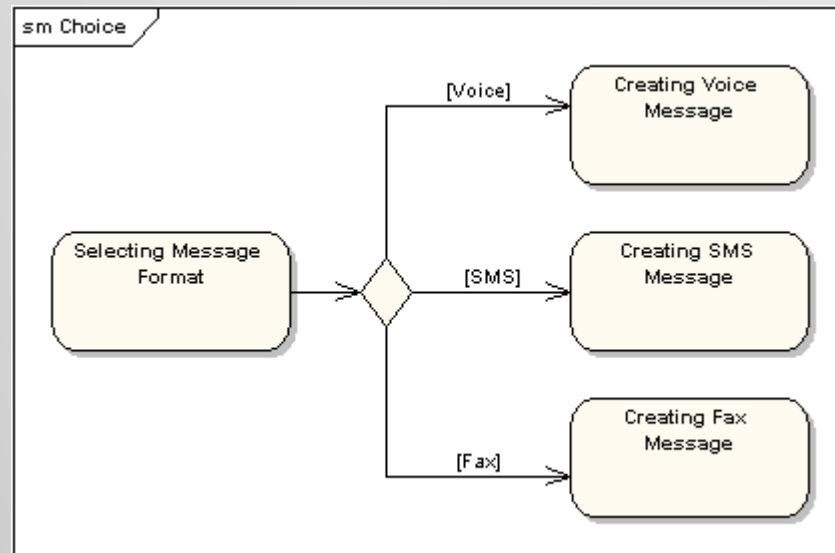 sm Choice
[Voice]
Creating Voice
Message
Selecting Message
Format
[SMS]
Creating SMS
Message
[Fax]
Creating Fax
Message